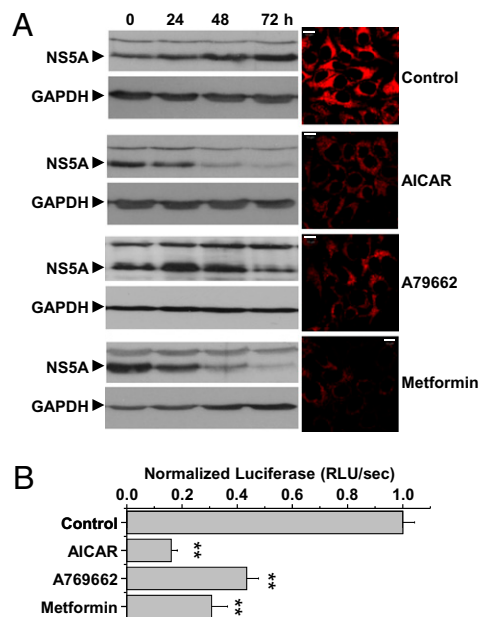 A
0 24 48 72 h
NS5A
GAPDH
Control
NS5A
GAPDH
AICAR
NS5A
GAPDH
A79662
NS5A
GAPDH
Metformin
B
Normalized Luciferase (RLU/sec)
0.0 0.2 0.4 0.6 0.8 1.0
Control
AICAR **
A769662 **
Metformin **